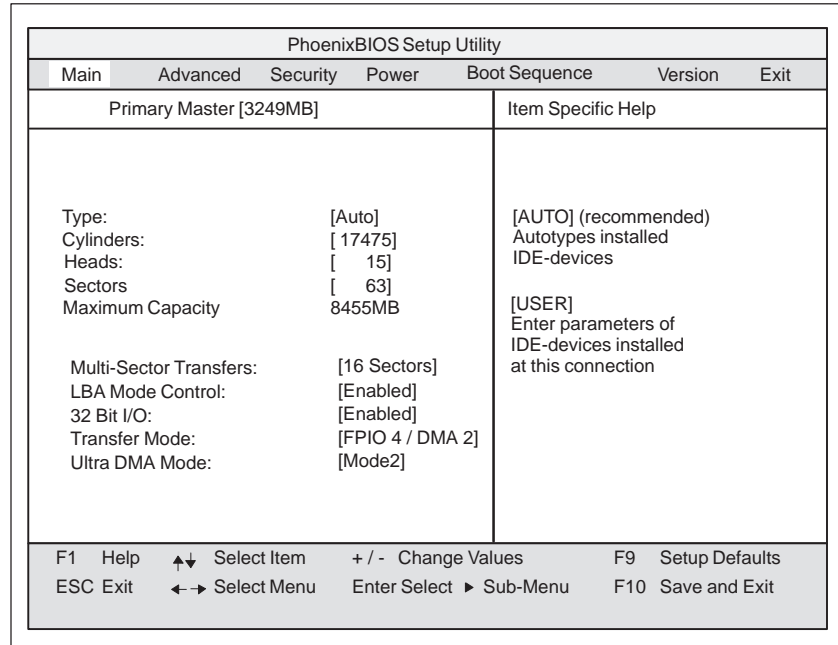 PhoenixBIOS Setup Utility
Main Advanced Security Power Boot Sequence Version Exit
Primary Master [3249MB] Item Specific Help
Type: [Auto]
Cylinders: [ 17475]
Heads: [ 15]
Sectors [ 63]
Maximum Capacity 8455MB
Multi-Sector Transfers: [16 Sectors]
LBA Mode Control: [Enabled]
32 Bit I/O: [Enabled]
Transfer Mode: [FPIO 4 / DMA 2]
Ultra DMA Mode: [Mode2]
[AUTO] (recommended)
Autotypes installed
IDE-devices
[USER]
Enter parameters of
IDE-devices installed
at this connection
F1 Help Select Item + / - Change Values F9 Setup Defaults
ESC Exit Select Menu Enter Select Sub-Menu F10 Save and Exit